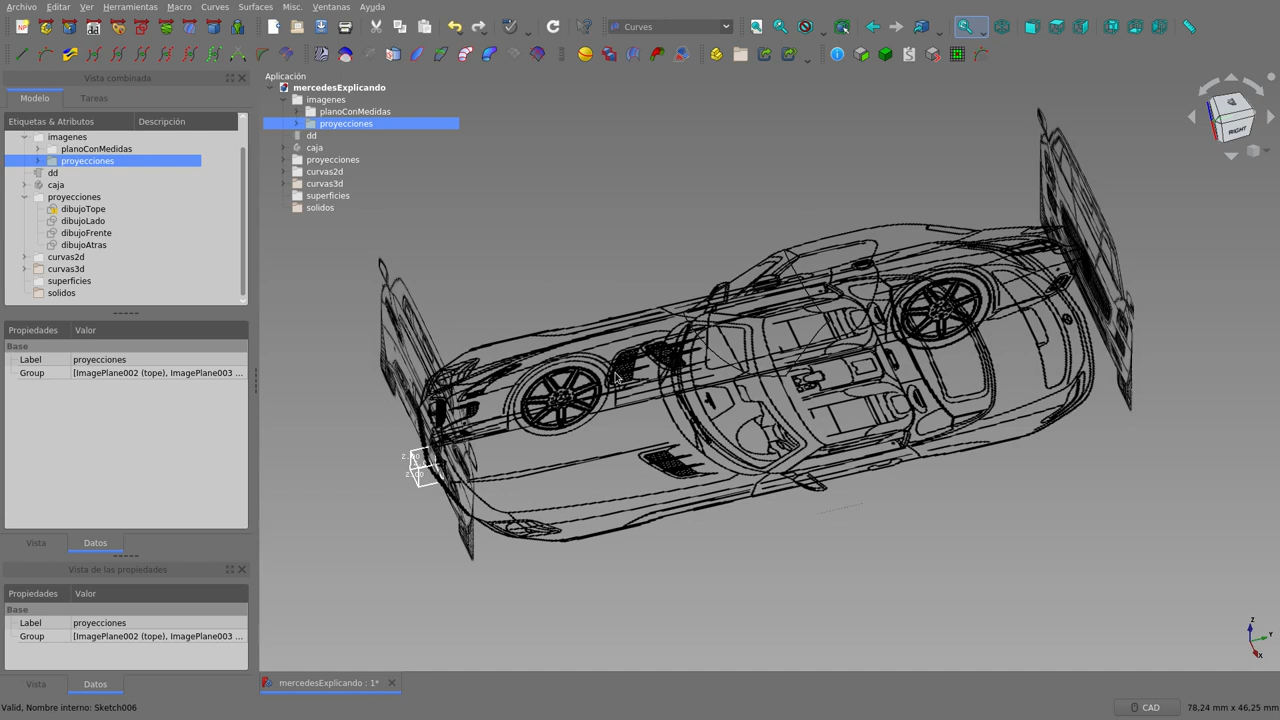 Archivo Editar Ver Herramientas Macro Curves Surfaces Misc. Ventanas Ayuda
Curves
Vista combinada
Modelo Tareas
Etiquetas & Atributos Descripción
imagenes
planoConMedidas
proyecciones
dd
caja
proyecciones
dibujoTope
dibujoLado
dibujoFrente
dibujoAtras
curvas2d
curvas3d
superficies
solidos
Propiedades Valor
Base
Label proyecciones
Group [ImagePlane002 (tope), ImagePlane003 ...
Vista Datos
Vista de las propiedades
Propiedades Valor
Base
Label proyecciones
Group [ImagePlane002 (tope), ImagePlane003 ...
Vista Datos
Aplicación
mercedesExplicando
imagenes
planoConMedidas
proyecciones
dd
caja
proyecciones
curvas2d
curvas3d
superficies
solidos
RIGHT
Z
Y
X
mercedesExplicando : 1*
Valid, Nombre interno: Sketch006
CAD
78,24 mm x 46,25 mm